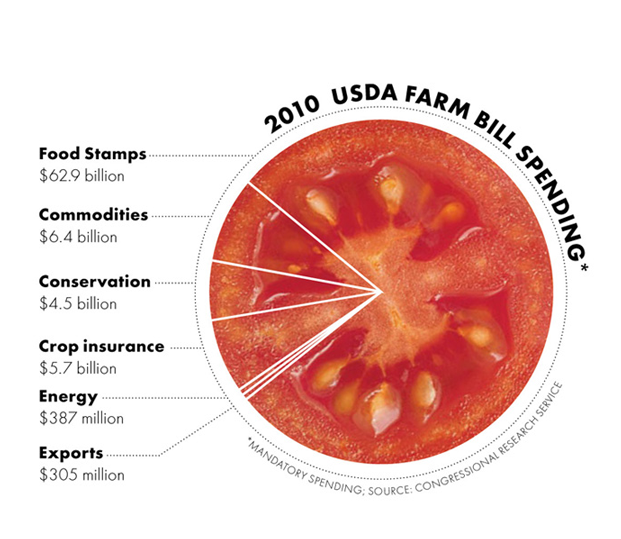 2010 USDA FARM BILL SPENDING*
Food Stamps
$62.9 billion
Commodities
$6.4 billion
Conservation
$4.5 billion
Crop insurance
$5.7 billion
Energy
$387 million
Exports
$305 million
*MANDATORY SPENDING; SOURCE: CONGRESSIONAL RESEARCH SERVICE